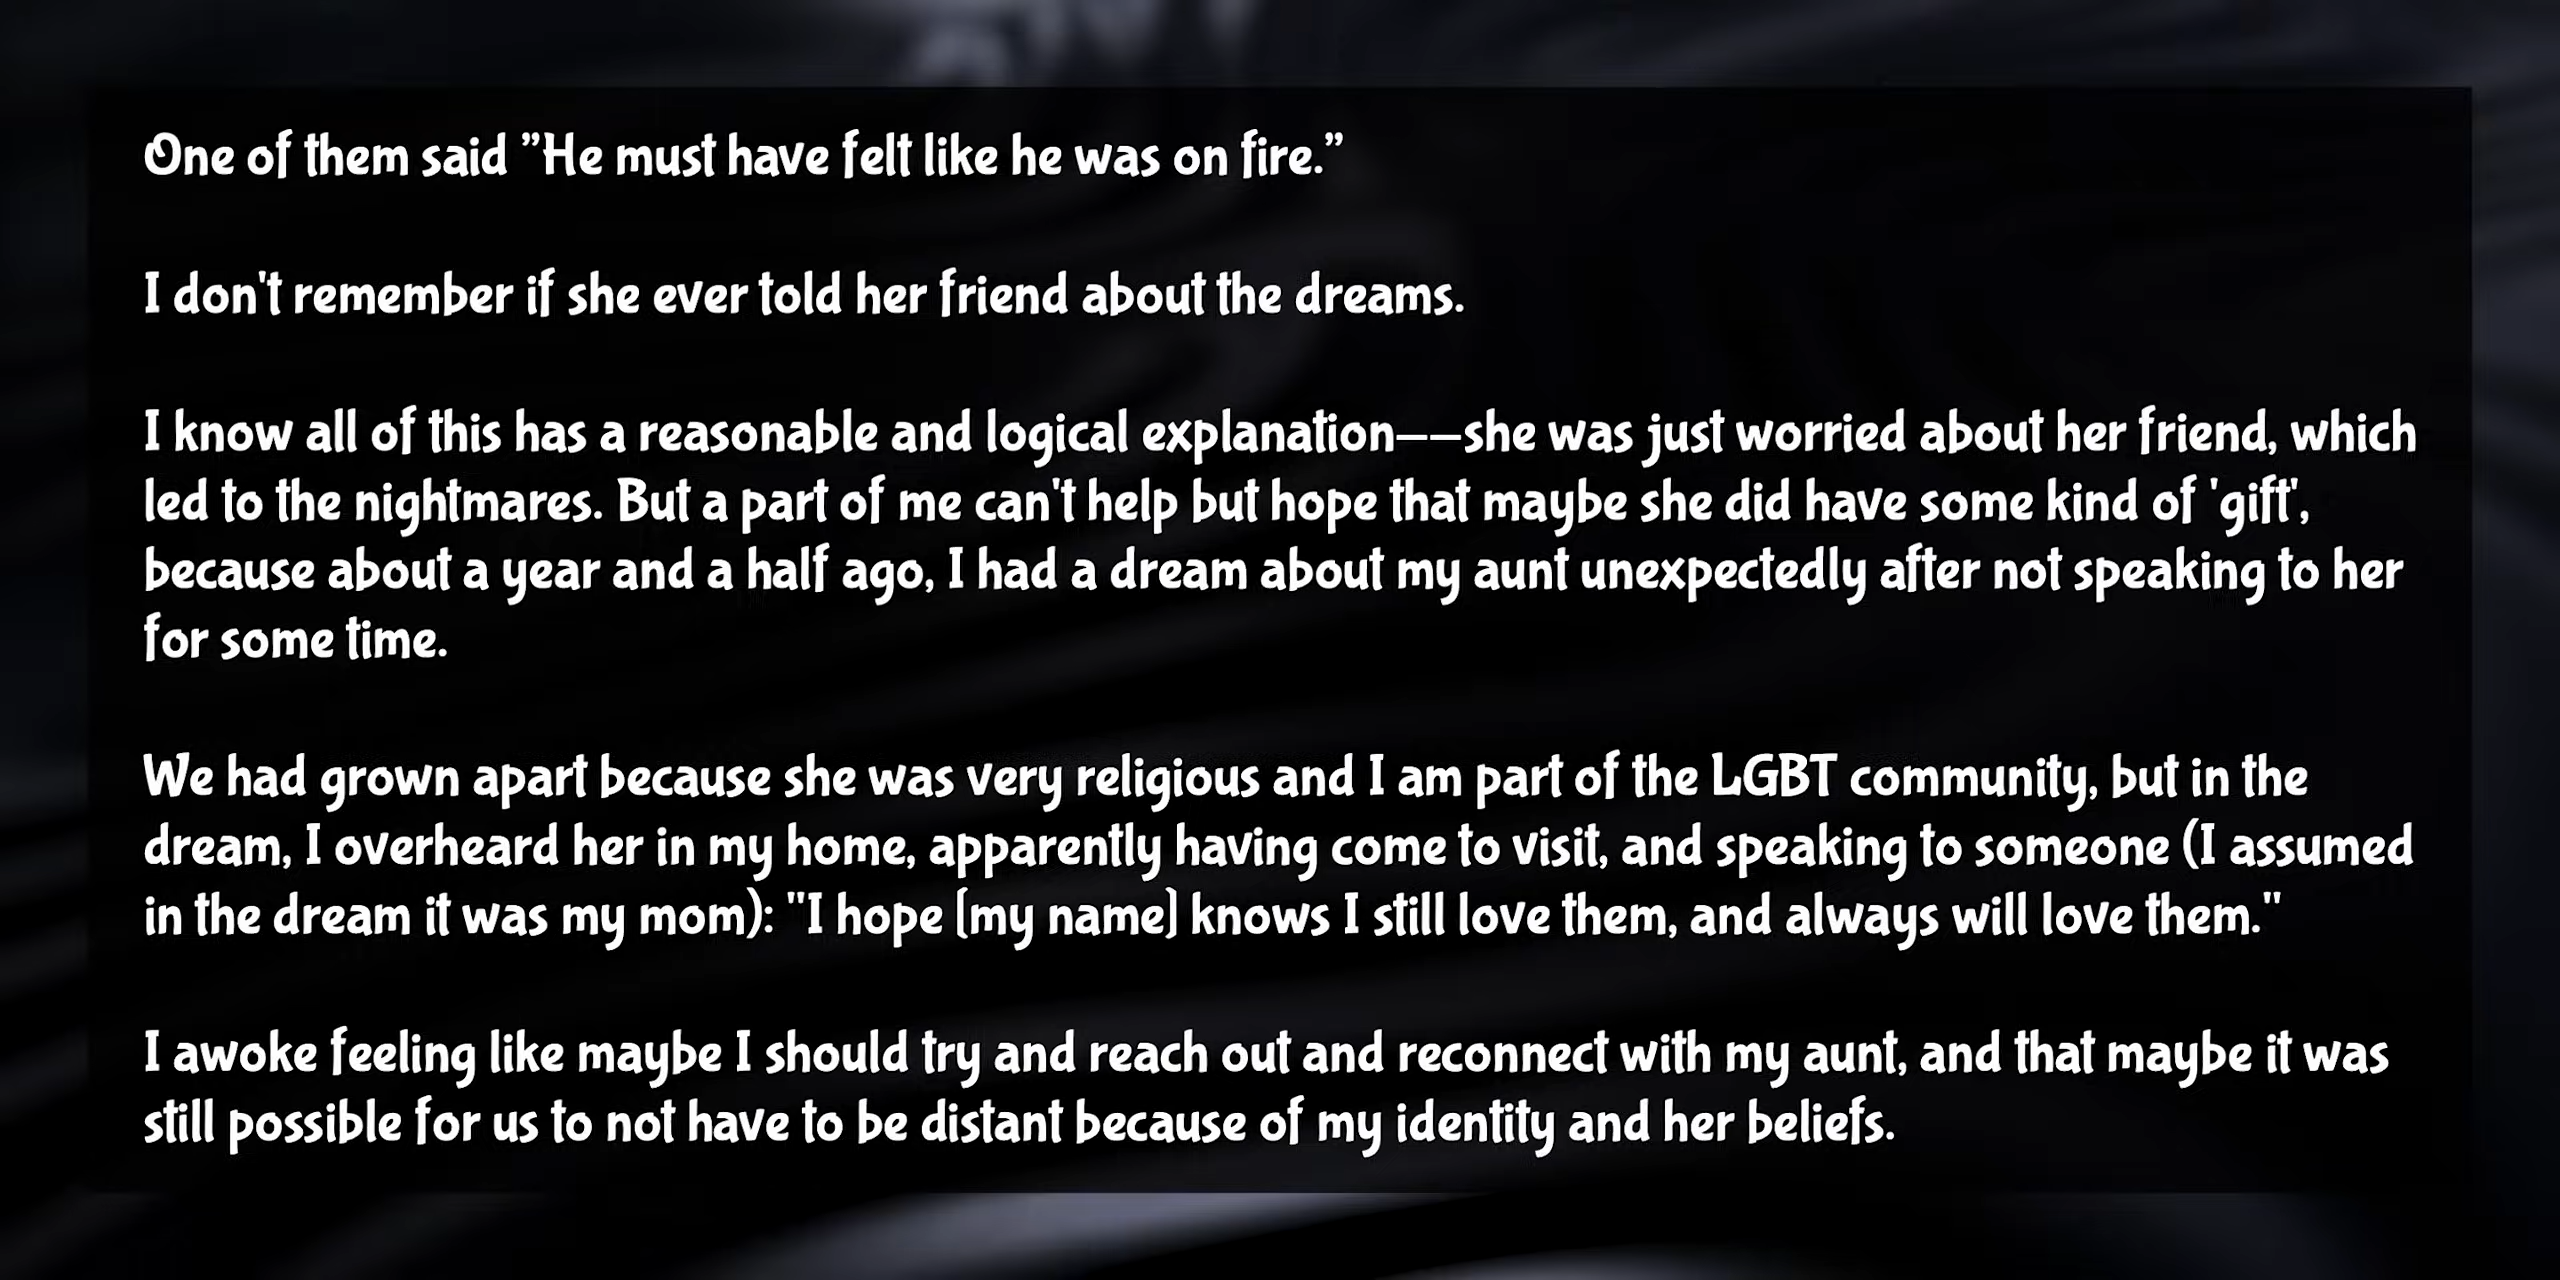 One of them said ”He must have felt like he was on fire.”
I don't remember if she ever told her friend about the dreams.
I know all of this has a reasonable and logical explanation––she was just worried about her friend, which
led to the nightmares. But a part of me can't help but hope that maybe she did have some kind of 'gift',
because about a year and a half ago, I had a dream about my aunt unexpectedly after not speaking to her
for some time.
We had grown apart because she was very religious and I am part of the LGBT community, but in the
dream, I overheard her in my home, apparently having come to visit, and speaking to someone (I assumed
in the dream it was my mom): "I hope [my name] knows I still love them, and always will love them."
I awoke feeling like maybe I should try and reach out and reconnect with my aunt, and that maybe it was
still possible for us to not have to be distant because of my identity and her beliefs.